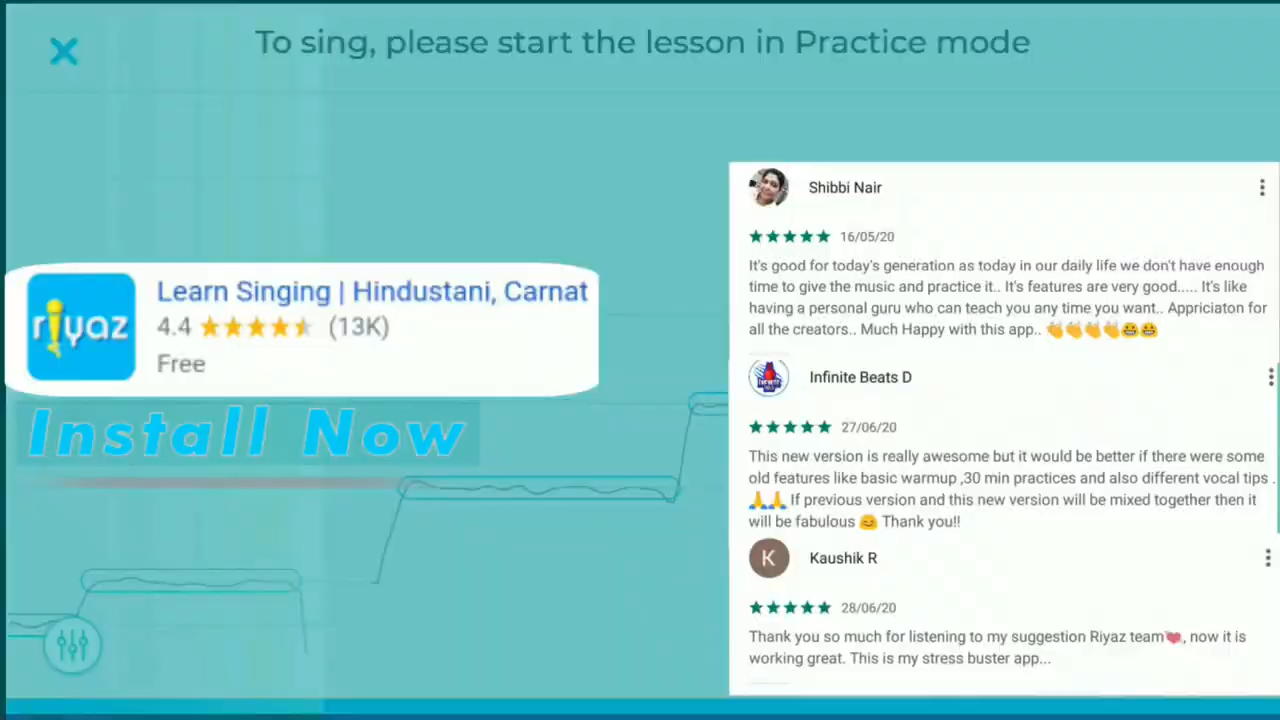 To sing, please start the lesson in Practice mode
riyaz
Learn Singing | Hindustani, Carnat
4.4 ★★★★★ (13K)
Free
Install Now
Shibbi Nair
★★★★★ 16/05/20
It's good for today's generation as today in our daily life we don't have enough
time to give the music and practice it.. It's features are very good..... It's like
having a personal guru who can teach you any time you want.. Appriciaton for
all the creators.. Much Happy with this app.. 👏👏👏👏😬😬
Infinite Beats D
★★★★★ 27/06/20
This new version is really awesome but it would be better if there were some
old features like basic warmup ,30 min practices and also different vocal tips .
🙏🙏 If previous version and this new version will be mixed together then it
will be fabulous 🤗 Thank you!!
K
Kaushik R
★★★★★ 28/06/20
Thank you so much for listening to my suggestion Riyaz team💓, now it is
working great. This is my stress buster app...